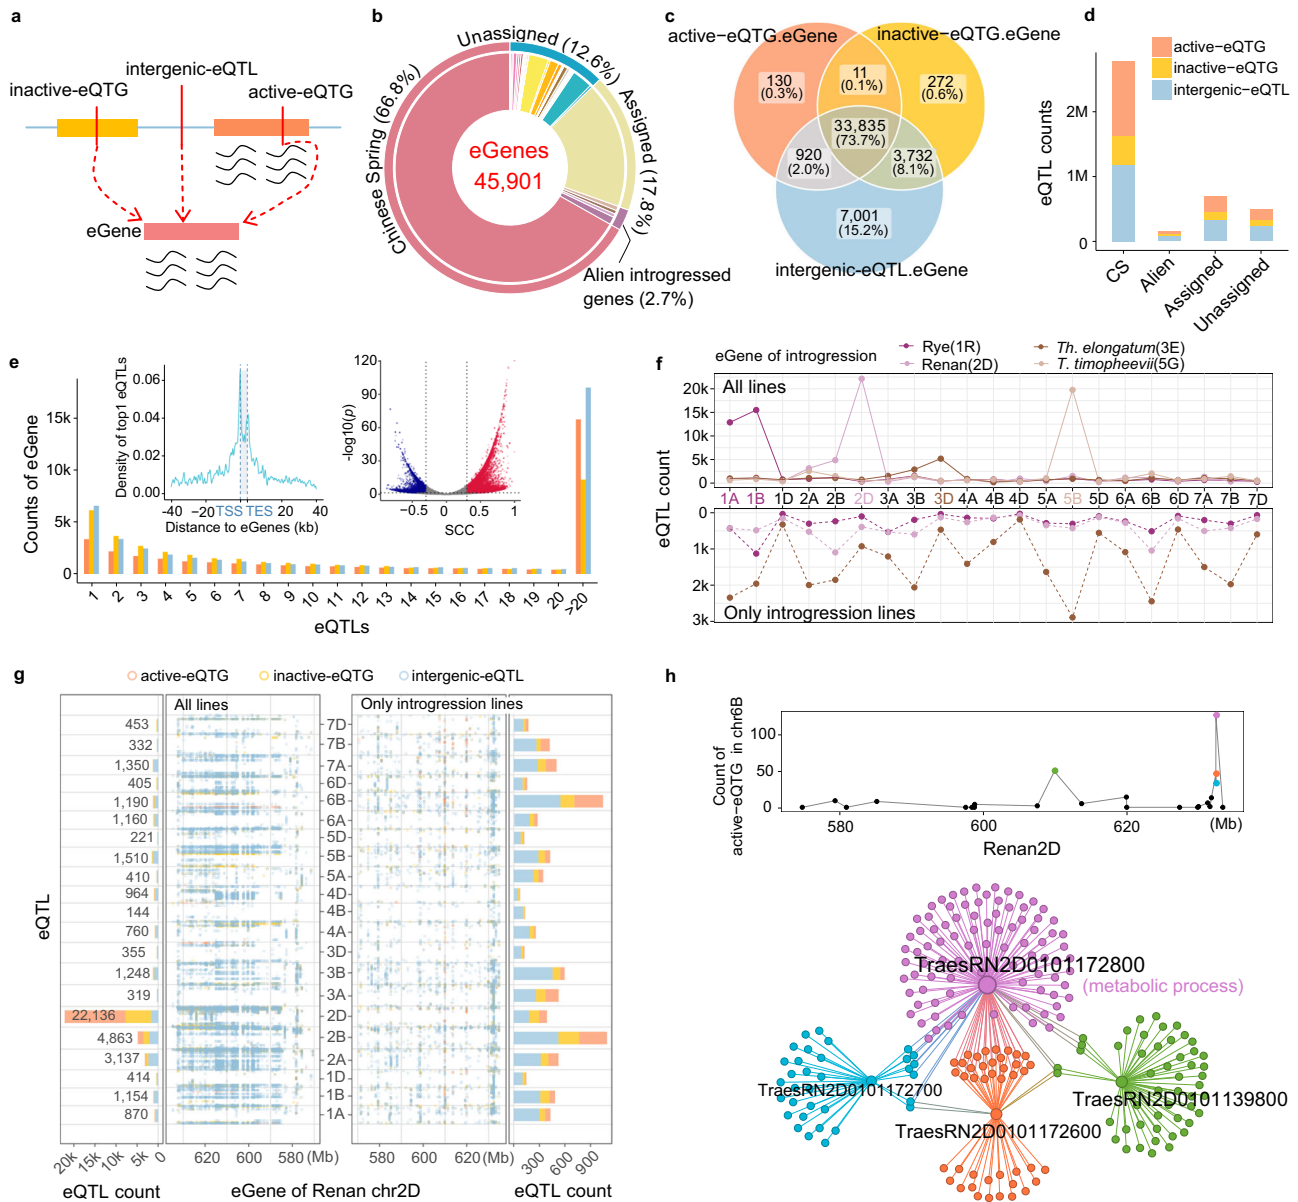 a
inactive-eQTG
intergenic-eQTL
active-eQTG
eGene
b
Unassigned (12.6%)
Assigned (17.8%)
Chinese Spring (66.8%)
eGenes
45,901
Alien introgressed
genes (2.7%)
c
active−eQTG.eGene
inactive−eQTG.eGene
130
(0.3%)
11
(0.1%)
272
(0.6%)
33,835
(73.7%)
920
(2.0%)
3,732
(8.1%)
7,001
(15.2%)
intergenic-eQTL.eGene
d
active−eQTG
inactive−eQTG
intergenic−eQTL
eQTL counts
2M
1M
0
CS
Alien
Assigned
Unassigned
e
Counts of eGene
15k
10k
5k
0
1 2 3 4 5 6 7 8 9 10 11 12 13 14 15 16 17 18 19 20 >20
eQTLs
Density of top1 eQTLs
0.06
0.04
0.02
0.00
−40 −20 TSS TES 20 40
Distance to eGenes (kb)
-log10(p)
120
90
60
30
0
−0.5 0 0.5 1
SCC
f
eGene of introgression
Rye(1R)
Renan(2D)
Th. elongatum(3E)
T. timopheevii(5G)
All lines
20k
15k
10k
5k
0
1A 1B 1D 2A 2B 2D 3A 3B 3D 4A 4B 4D 5A 5B 5D 6A 6B 6D 7A 7B 7D
eQTL count
0
1k
2k
3k
Only introgression lines
g
active-eQTG
inactive-eQTG
intergenic-eQTL
All lines
Only introgression lines
eQTL
453 7D
332 7B
1,350 7A
405 6D
1,190 6B
1,160 6A
221 5D
1,510 5B
410 5A
964 4D
144 4B
760 4A
355 3D
1,248 3B
319 3A
22,136 2D
4,863 2B
3,137 2A
414 1D
1,154 1B
870 1A
20k 15k 10k 5k 0
620 600 580 (Mb)
580 600 620 (Mb)
300 600 900
eQTL count
eGene of Renan chr2D
eQTL count
h
Count of
active−eQTG in chr6B
100
50
0
580 600 620 (Mb)
Renan2D
TraesRN2D0101172800
(metabolic process)
TraesRN2D0101172700
TraesRN2D0101139800
TraesRN2D0101172600